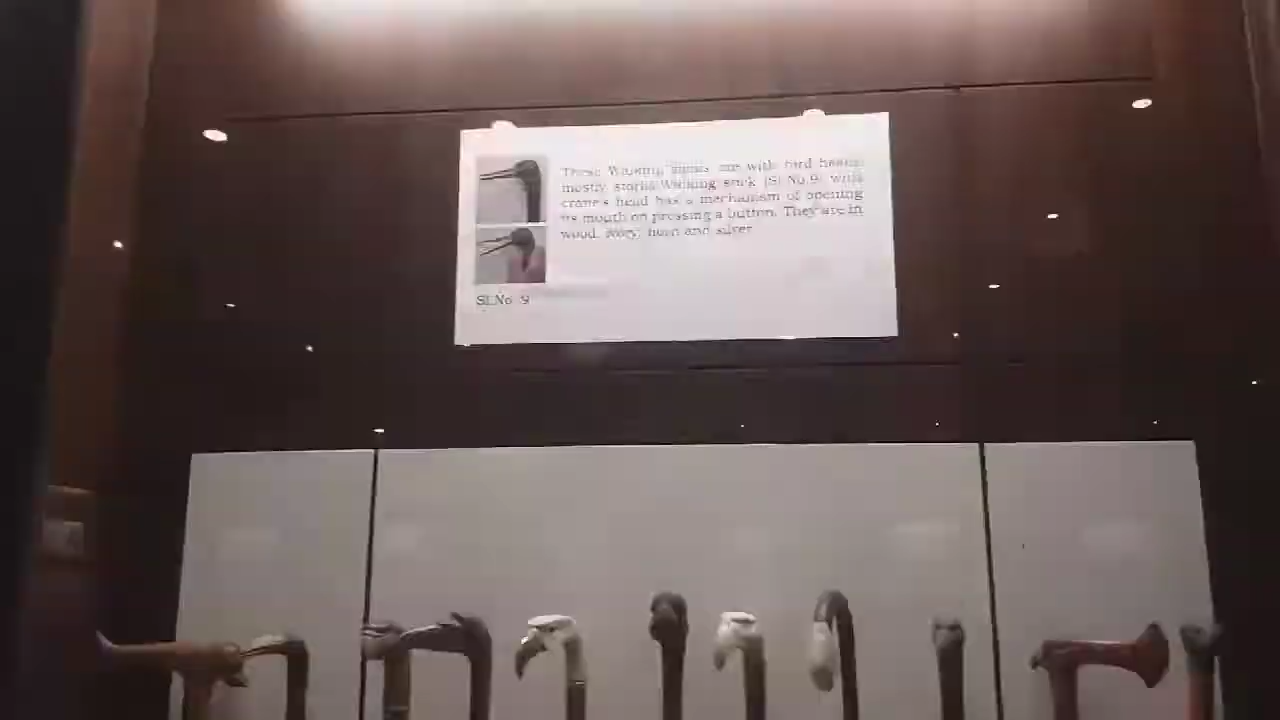 These Walking sticks are with bird heads,
mostly storks. Walking stick (Sl.No.9) with
crane's head has a mechanism of opening
its mouth on pressing a button. They are in
wood, ivory, horn and silver
Sl.No. 9